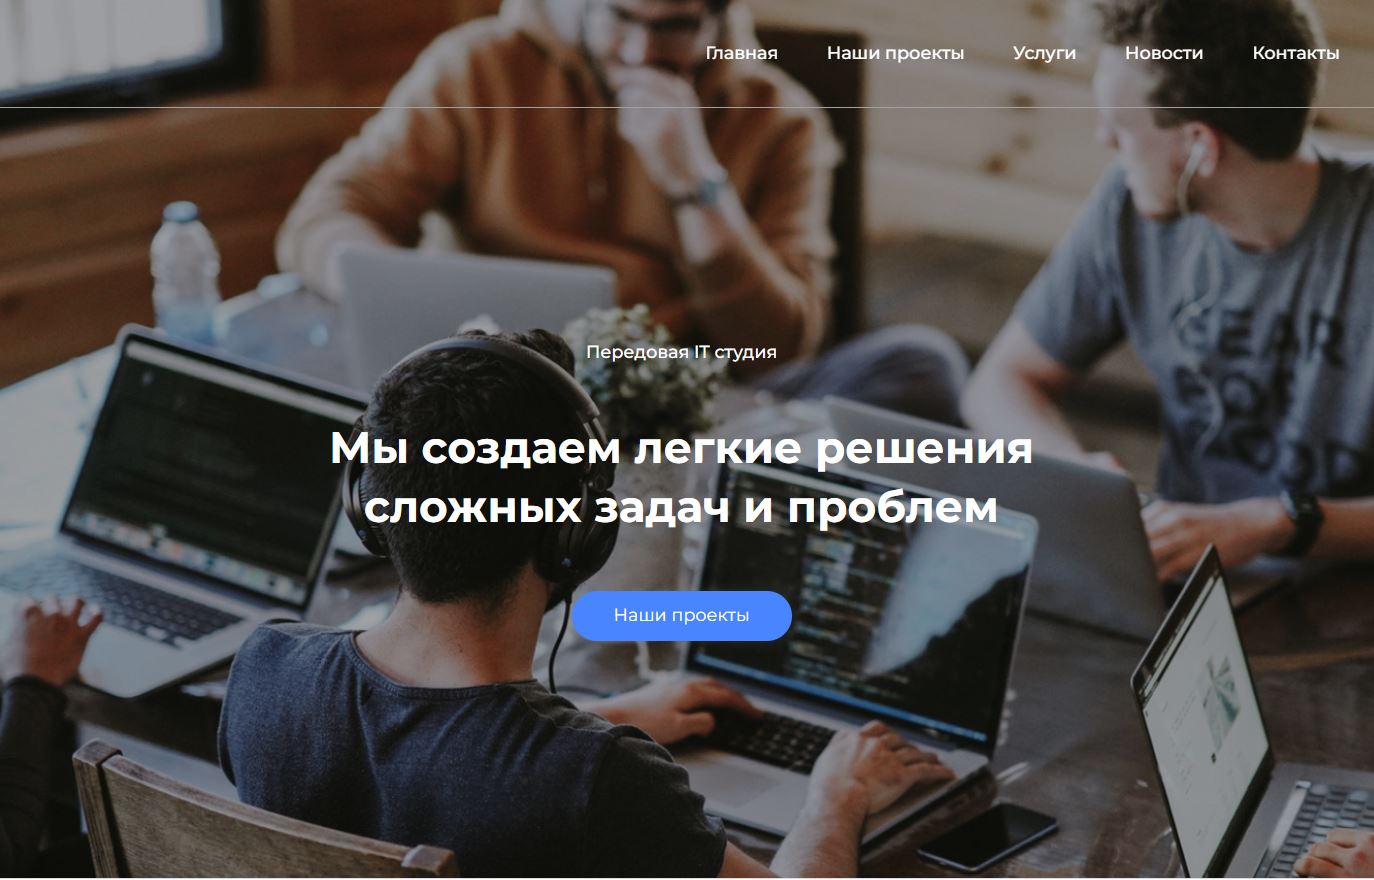 Главная Наши проекты Услуги Новости Контакты
Передовая IT студия
Мы создаем легкие решения
сложных задач и проблем
Наши проекты